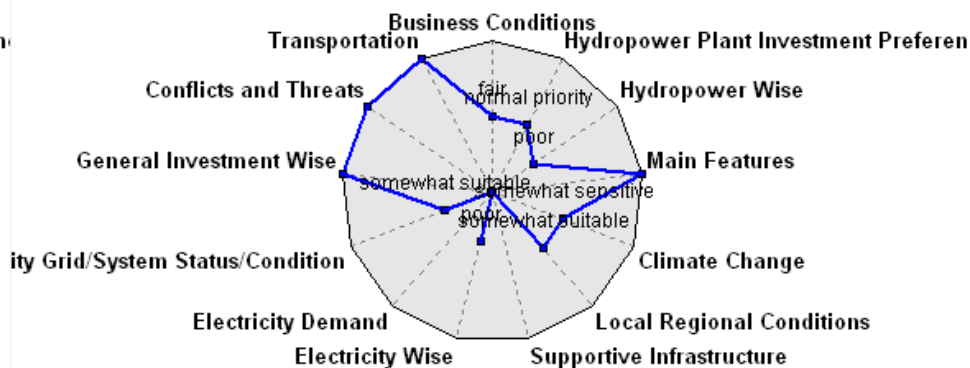 Business Conditions
Transportation
Hydropower Plant Investment Preferen
Conflicts and Threats
fair
normal priority
Hydropower Wise
poor
General Investment Wise
Main Features
somewhat suitable
somewhat sensitive
poor
somewhat suitable
ity Grid/System Status/Condition
Climate Change
Electricity Demand
Local Regional Conditions
Electricity Wise
Supportive Infrastructure